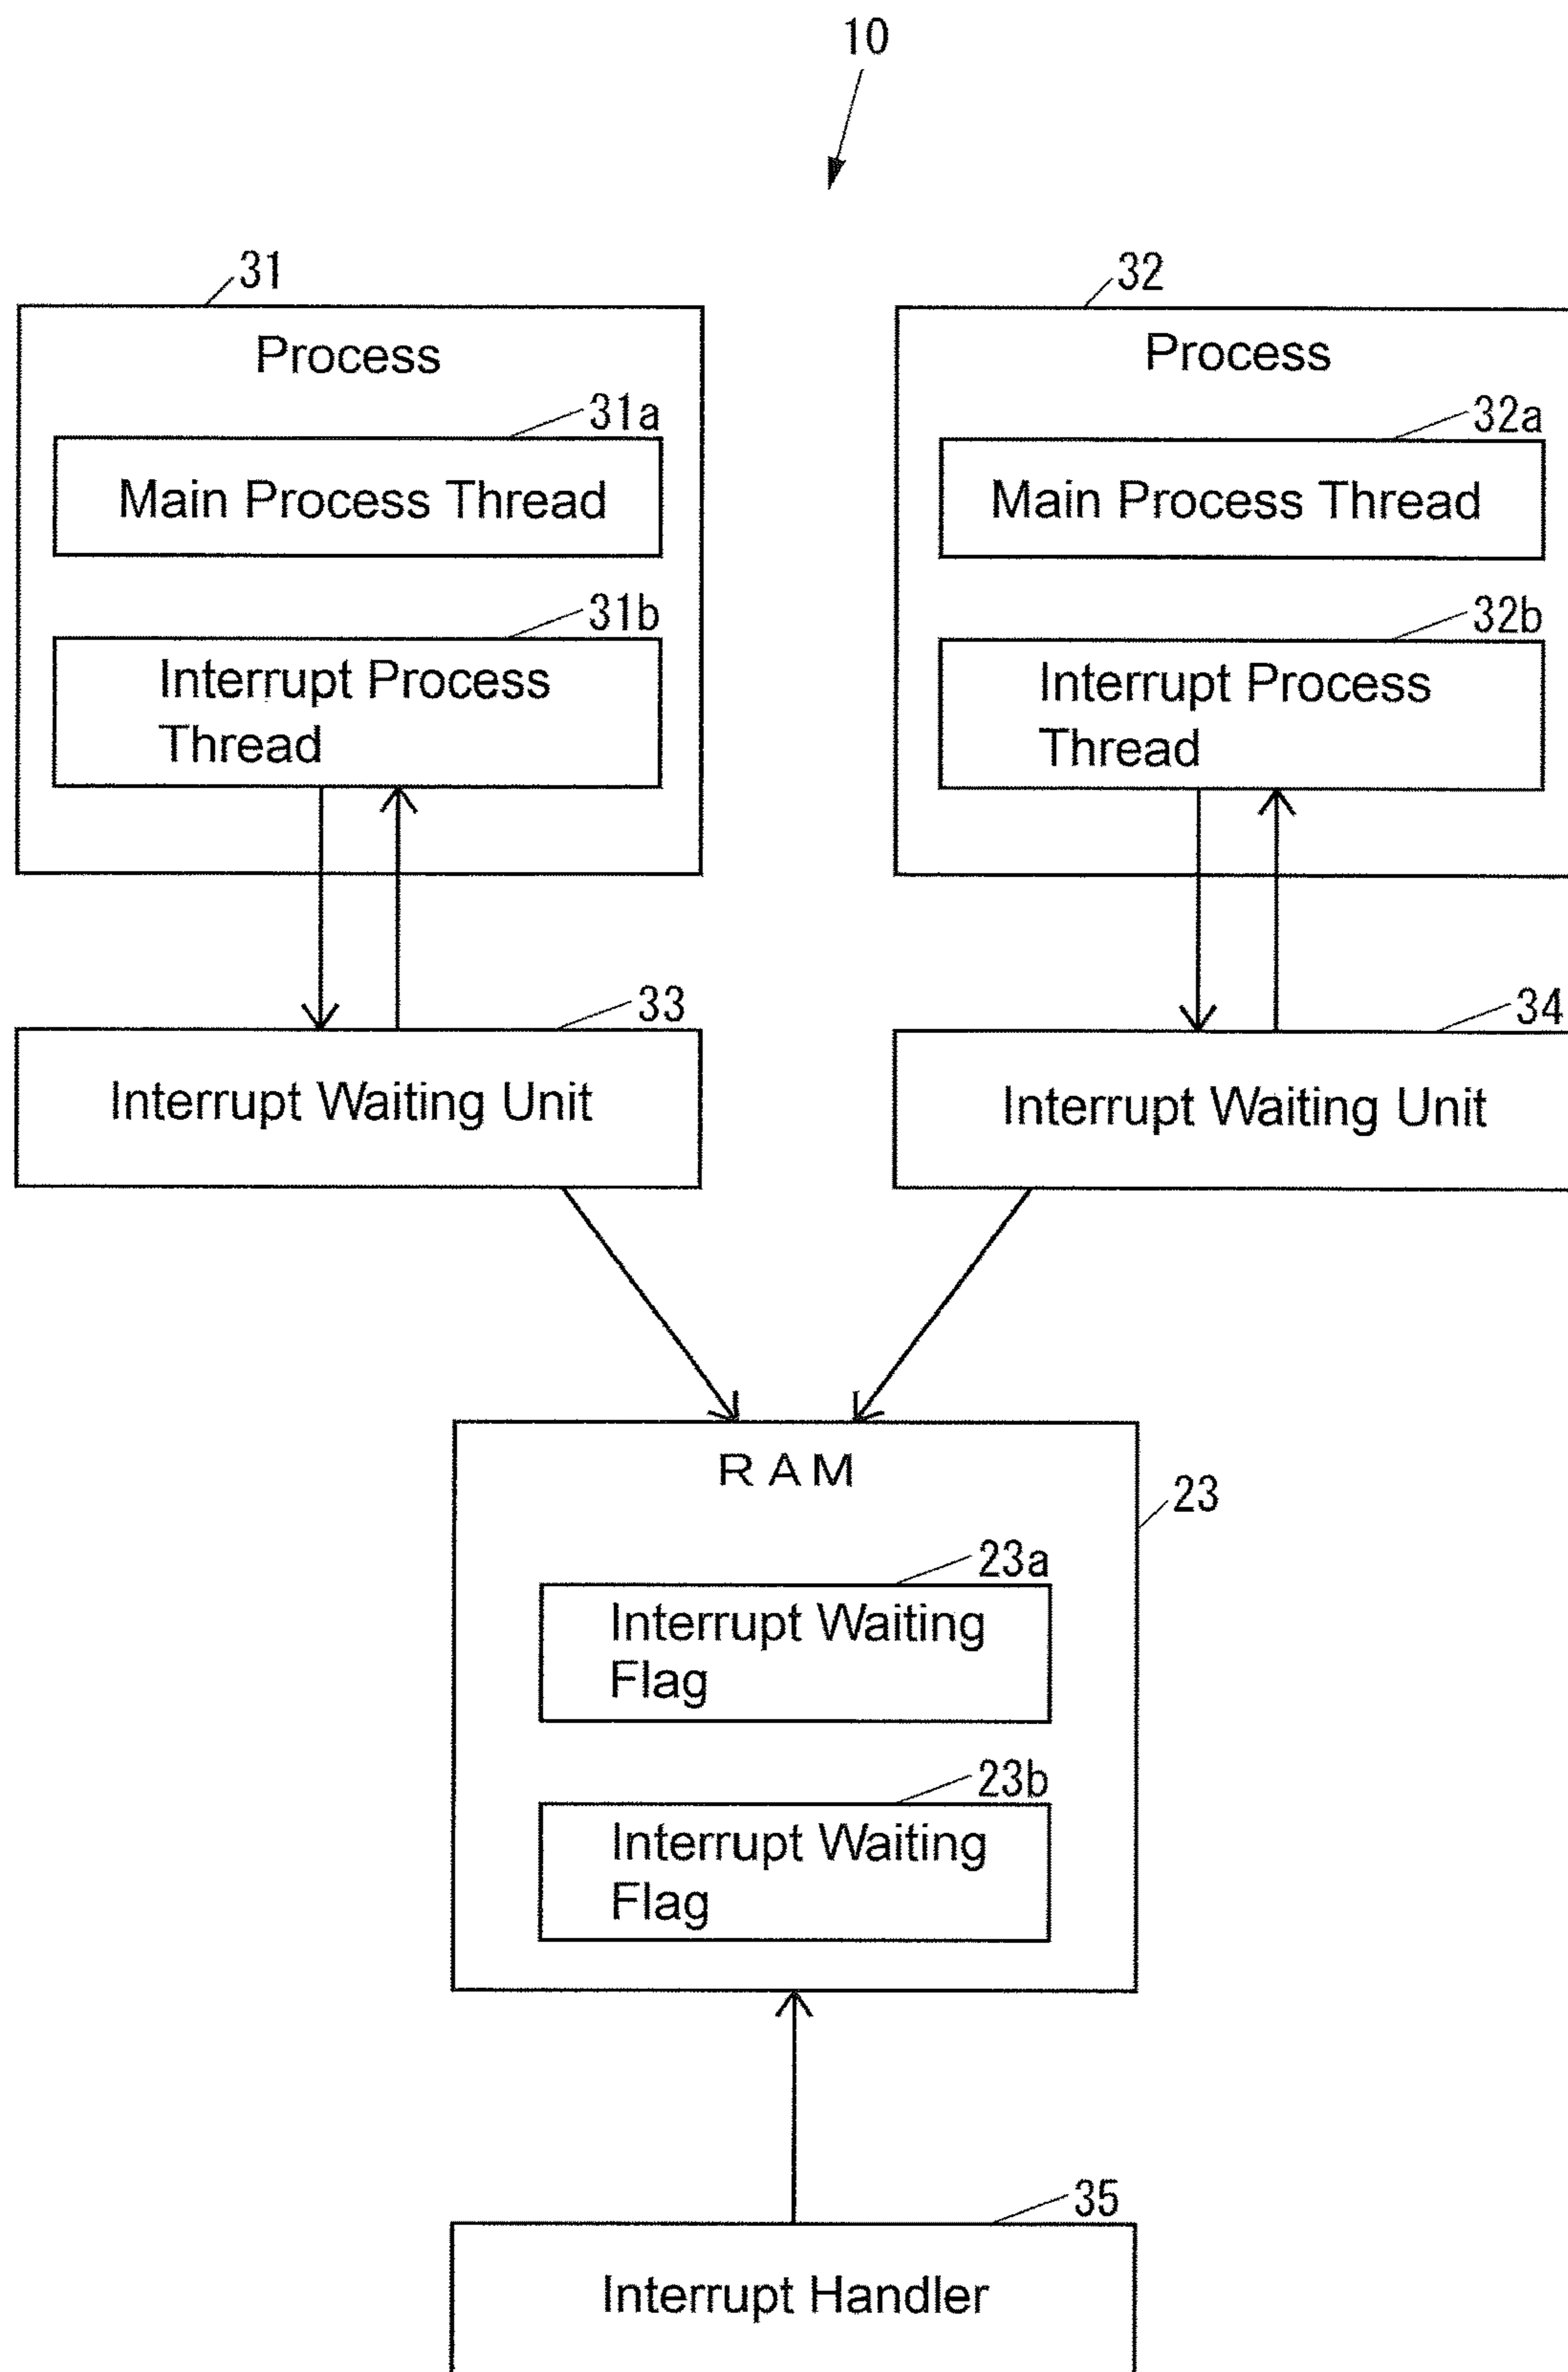 10
31
Process
31a
Main Process Thread
31b
Interrupt Process
Thread
32
Process
32a
Main Process Thread
32b
Interrupt Process
Thread
33
Interrupt Waiting Unit
34
Interrupt Waiting Unit
RAM
23
23a
Interrupt Waiting
Flag
23b
Interrupt Waiting
Flag
35
Interrupt Handler